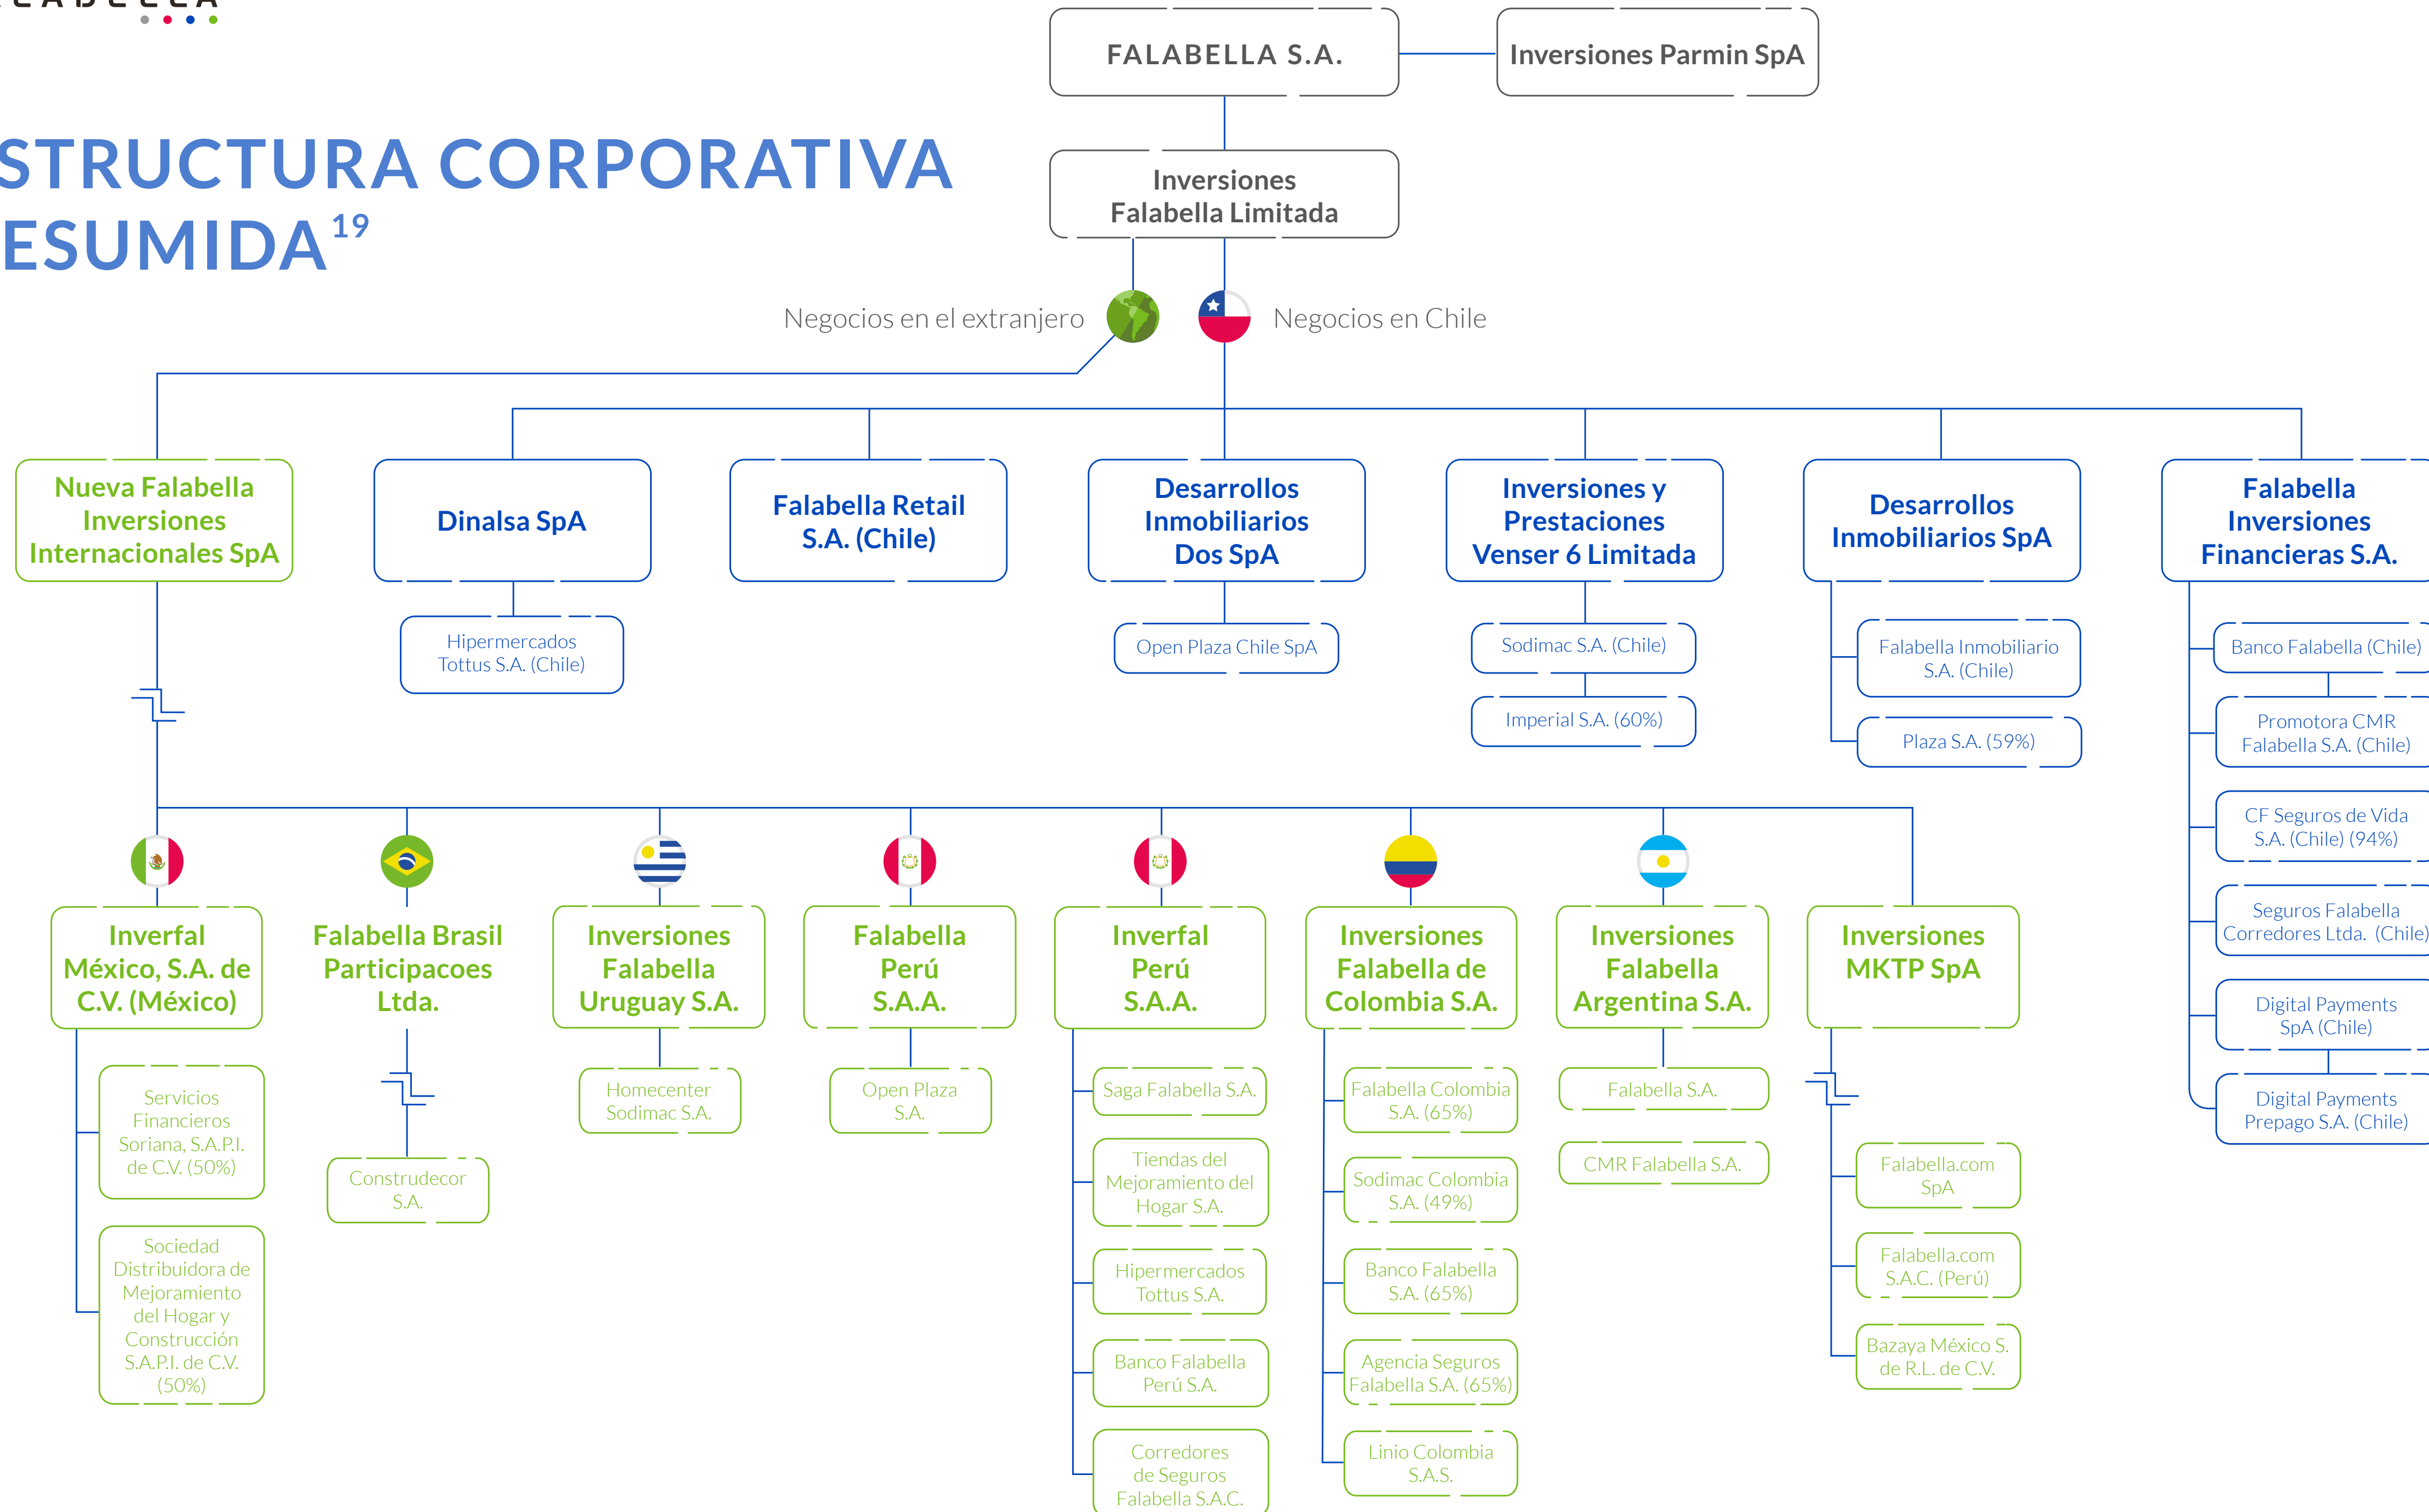 FALABELLA S.A.
Inversiones Parmin SpA
STRUCTURA CORPORATIVA
ESUMIDA19
Inversiones
Falabella Limitada
Negocios en el extranjero
Negocios en Chile
Nueva Falabella
Inversiones
Internacionales SpA
Dinalsa SpA
Falabella Retail
S.A. (Chile)
Desarrollos
Inmobiliarios
Dos SpA
Inversiones y
Prestaciones
Venser 6 Limitada
Desarrollos
Inmobiliarios SpA
Falabella
Inversiones
Financieras S.A.
Hipermercados
Tottus S.A. (Chile)
Open Plaza Chile SpA
Sodimac S.A. (Chile)
Imperial S.A. (60%)
Falabella Inmobiliario
S.A. (Chile)
Plaza S.A. (59%)
Banco Falabella (Chile)
Promotora CMR
Falabella S.A. (Chile)
CF Seguros de Vida
S.A. (Chile) (94%)
Seguros Falabella
Corredores Ltda. (Chile)
Digital Payments
SpA (Chile)
Digital Payments
Prepago S.A. (Chile)
Inverfal
México, S.A. de
C.V. (México)
Falabella Brasil
Participacoes
Ltda.
Inversiones
Falabella
Uruguay S.A.
Falabella
Perú
S.A.A.
Inverfal
Perú
S.A.A.
Inversiones
Falabella de
Colombia S.A.
Inversiones
Falabella
Argentina S.A.
Inversiones
MKTP SpA
Servicios
Financieros
Soriana, S.A.P.I.
de C.V. (50%)
Sociedad
Distribuidora de
Mejoramiento
del Hogar y
Construcción
S.A.P.I. de C.V.
(50%)
Construdecor
S.A.
Homecenter
Sodimac S.A.
Open Plaza
S.A.
Saga Falabella S.A.
Tiendas del
Mejoramiento del
Hogar S.A.
Hipermercados
Tottus S.A.
Banco Falabella
Perú S.A.
Corredores
de Seguros
Falabella S.A.C.
Falabella Colombia
S.A. (65%)
Sodimac Colombia
S.A. (49%)
Banco Falabella
S.A. (65%)
Agencia Seguros
Falabella S.A. (65%)
Linio Colombia
S.A.S.
Falabella S.A.
CMR Falabella S.A.
Falabella.com
SpA
Falabella.com
S.A.C. (Perú)
Bazaya México S.
de R.L. de C.V.